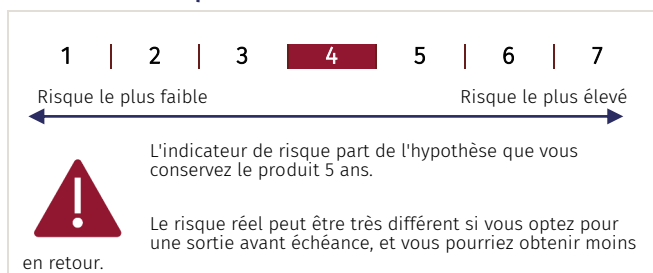 1 | 2 | 3 | 4 | 5 | 6 | 7
Risque le plus faible Risque le plus élevé
L'indicateur de risque part de l'hypothèse que vous
conservez le produit 5 ans.
Le risque réel peut être très différent si vous optez pour
une sortie avant échéance, et vous pourriez obtenir moins
en retour.